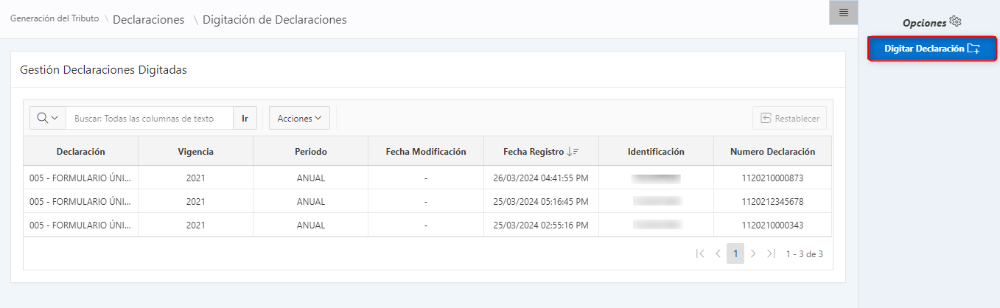 Generación del Tributo \ Declaraciones \ Digitación de Declaraciones
Opciones
Digitar Declaración
Gestión Declaraciones Digitadas
Buscar: Todas las columnas de texto Ir Acciones Restablecer
Declaración Vigencia Periodo Fecha Modificación Fecha Registro Identificación Numero Declaración
005 - FORMULARIO ÚNI... 2021 ANUAL - 26/03/2024 04:41:55 PM 1120210000873
005 - FORMULARIO ÚNI... 2021 ANUAL - 25/03/2024 05:16:45 PM 1120212345678
005 - FORMULARIO ÚNI... 2021 ANUAL - 25/03/2024 02:55:16 PM 1120210000343
1 1 - 3 de 3